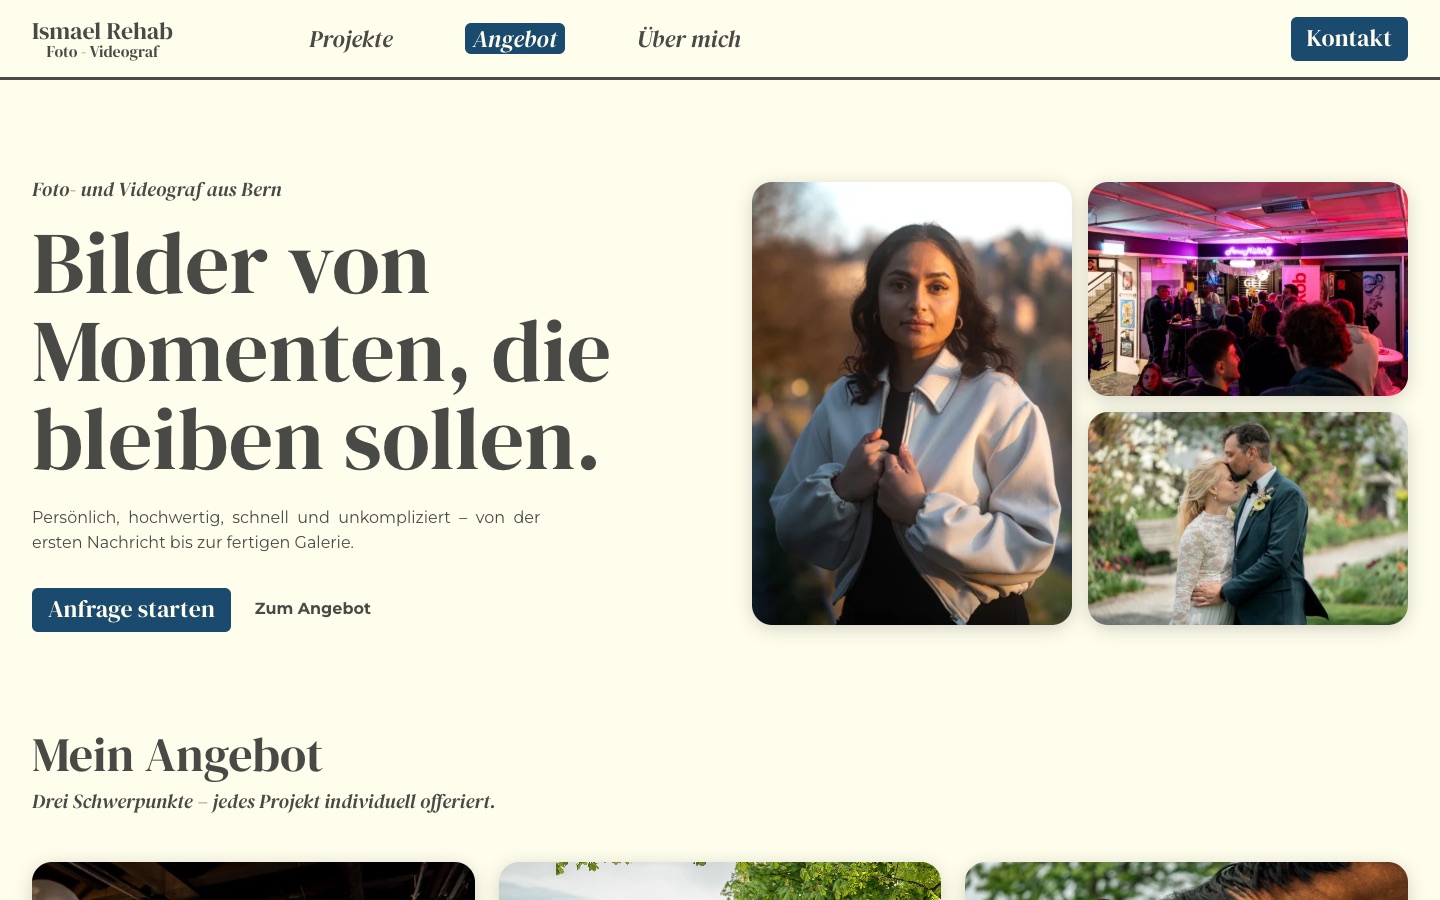 Ismael Rehab
Foto - Videograf
Projekte
Angebot
Über mich
Kontakt
Foto- und Videograf aus Bern
Bilder von
Momenten, die
bleiben sollen.
Persönlich, hochwertig, schnell und unkompliziert – von der
ersten Nachricht bis zur fertigen Galerie.
Anfrage starten
Zum Angebot
Mein Angebot
Drei Schwerpunkte – jedes Projekt individuell offeriert.